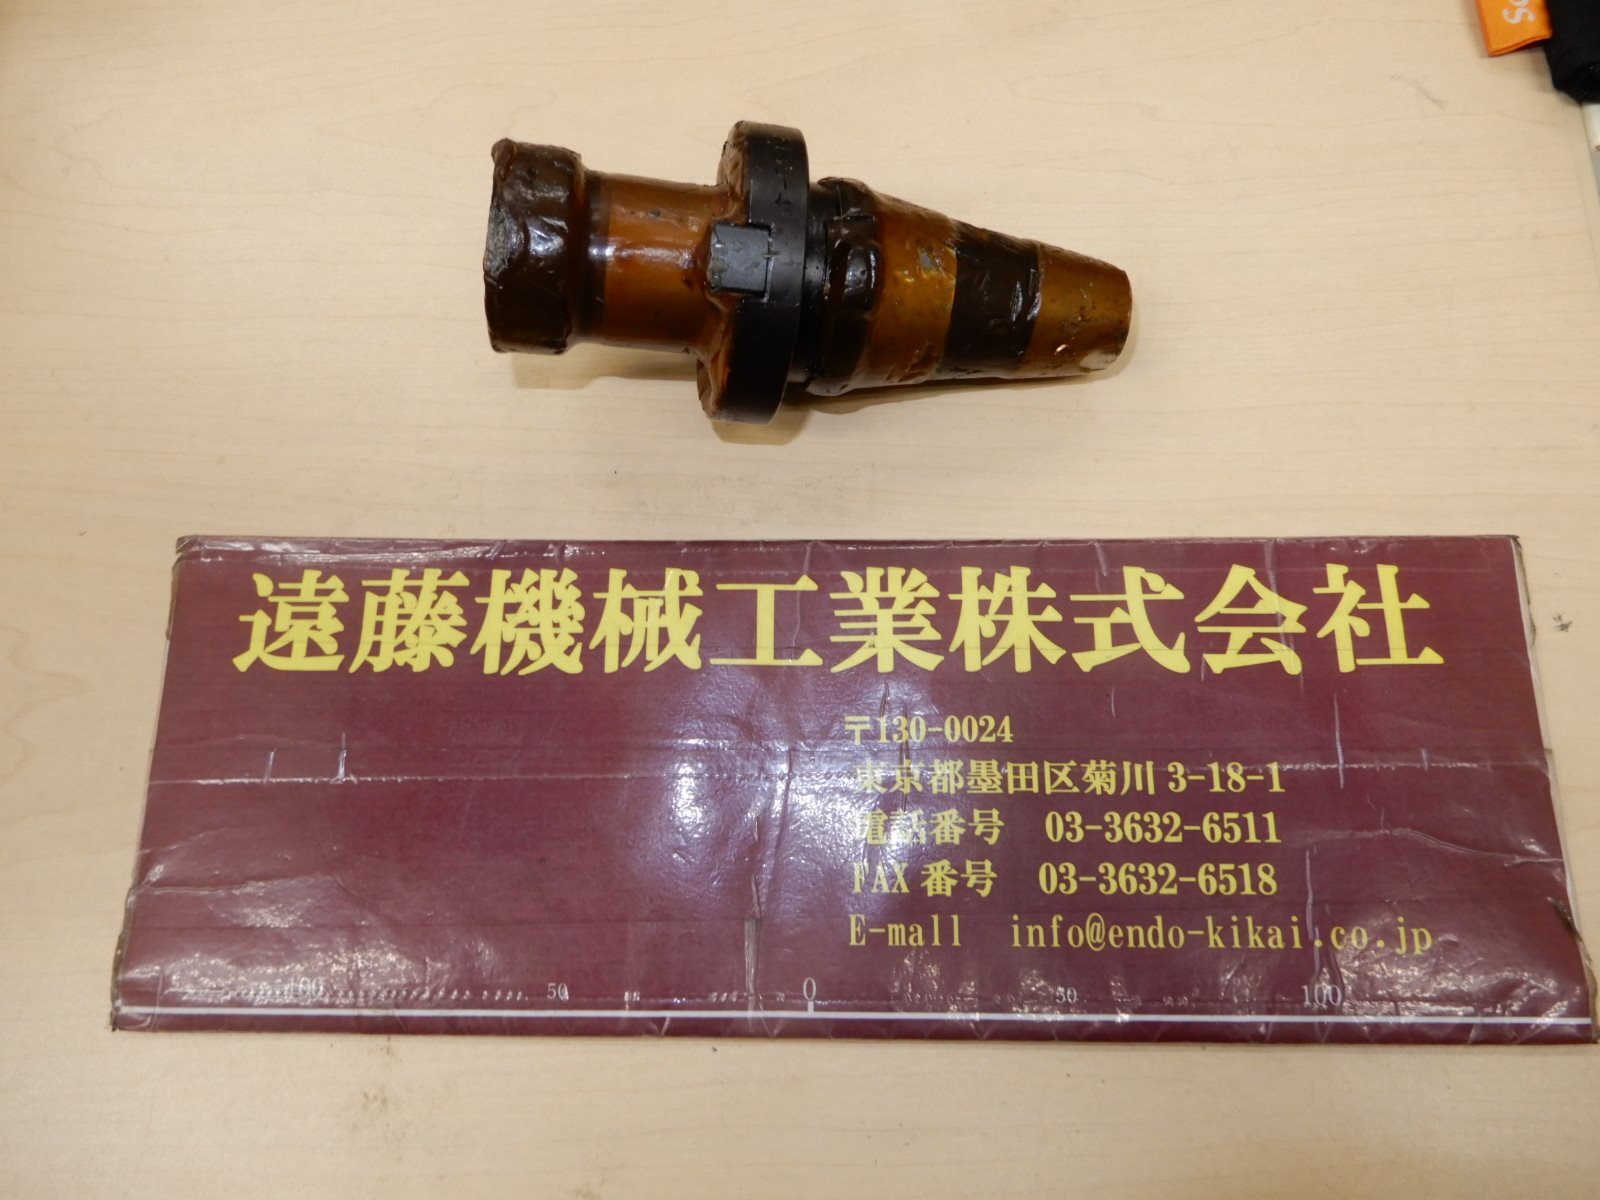 遠藤機械工業株式会社
〒130-0024
東京都墨田区菊川 3-18-1
電話番号 03-3632-6511
FAX 番号 03-3632-6518
E-mall info@endo-kikai.co.jp
100 50 0 50 100